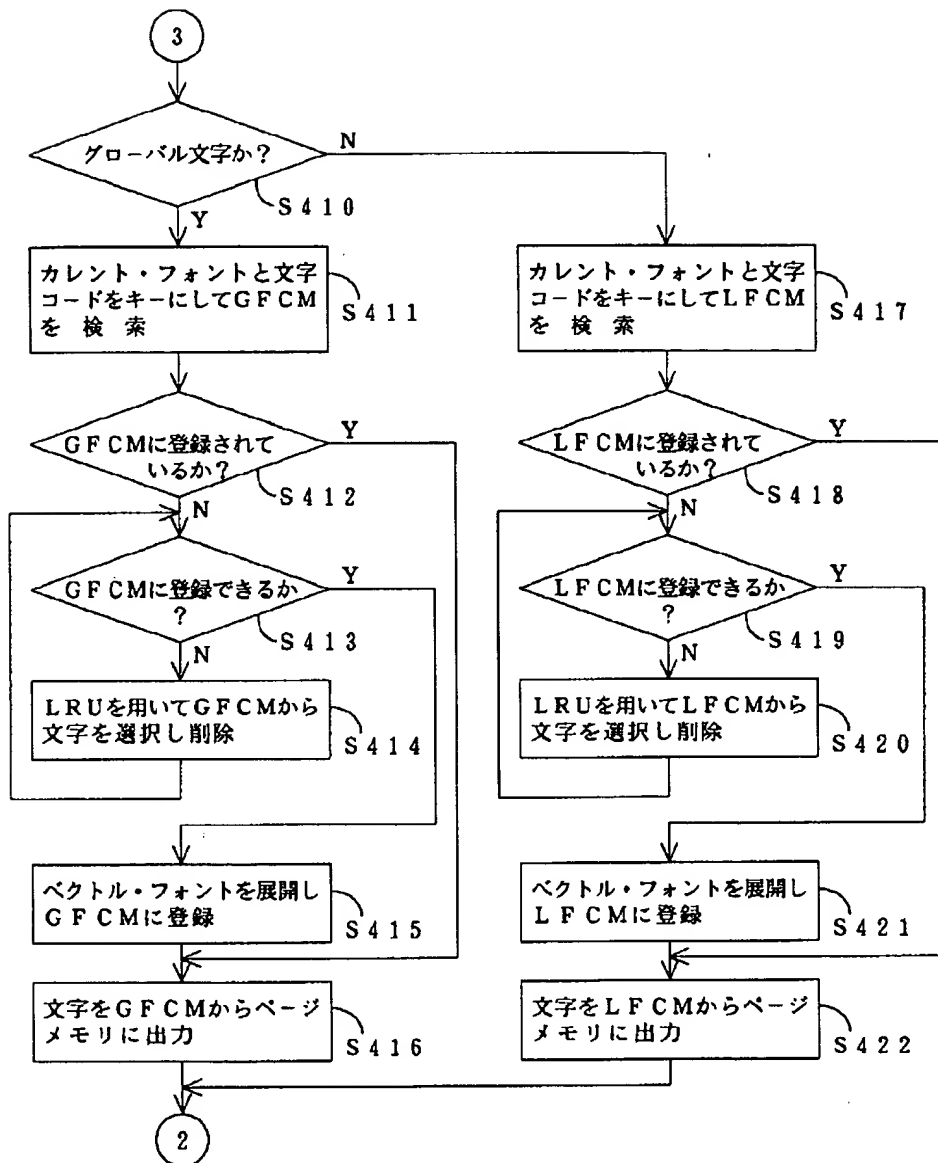 3
グローバル文字か?
N
S410
Y
カレント・フォントと文字
コードをキーにしてGFCM
を検索
S411
GFCMに登録されて
いるか?
Y
S412
N
GFCMに登録できるか
?
Y
S413
N
LRUを用いてGFCMから
文字を選択し削除
S414
ベクトル・フォントを展開し
GFCMに登録
S415
文字をGFCMからページ
メモリに出力
S416
カレント・フォントと文字
コードをキーにしてLFCM
を検索
S417
LFCMに登録されて
いるか?
Y
S418
N
LFCMに登録できるか
?
Y
S419
N
LRUを用いてLFCMから
文字を選択し削除
S420
ベクトル・フォントを展開し
LFCMに登録
S421
文字をLFCMからページ
メモリに出力
S422
2